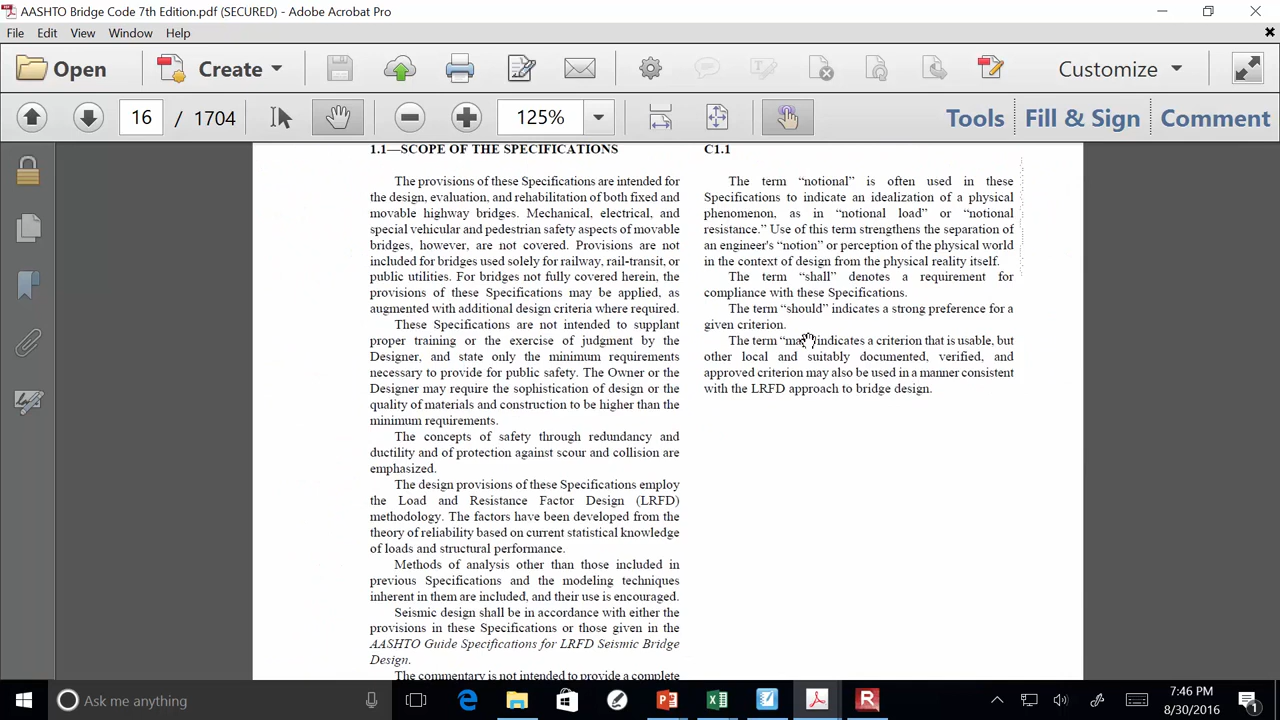 AASHTO Bridge Code 7th Edition.pdf (SECURED) - Adobe Acrobat Pro
File Edit View Window Help
Open Create Customize
16 / 1704 125% Tools Fill & Sign Comment
1.1—SCOPE OF THE SPECIFICATIONS
The provisions of these Specifications are intended for
the design, evaluation, and rehabilitation of both fixed and
movable highway bridges. Mechanical, electrical, and
special vehicular and pedestrian safety aspects of movable
bridges, however, are not covered. Provisions are not
included for bridges used solely for railway, rail-transit, or
public utilities. For bridges not fully covered herein, the
provisions of these Specifications may be applied, as
augmented with additional design criteria where required.
These Specifications are not intended to supplant
proper training or the exercise of judgment by the
Designer, and state only the minimum requirements
necessary to provide for public safety. The Owner or the
Designer may require the sophistication of design or the
quality of materials and construction to be higher than the
minimum requirements.
The concepts of safety through redundancy and
ductility and of protection against scour and collision are
emphasized.
The design provisions of these Specifications employ
the Load and Resistance Factor Design (LRFD)
methodology. The factors have been developed from the
theory of reliability based on current statistical knowledge
of loads and structural performance.
Methods of analysis other than those included in
previous Specifications and the modeling techniques
inherent in them are included, and their use is encouraged.
Seismic design shall be in accordance with either the
provisions in these Specifications or those given in the
AASHTO Guide Specifications for LRFD Seismic Bridge
Design.
The commentary is not intended to provide a complete
C1.1
The term “notional” is often used in these
Specifications to indicate an idealization of a physical
phenomenon, as in “notional load” or “notional
resistance.” Use of this term strengthens the separation of
an engineer's “notion” or perception of the physical world
in the context of design from the physical reality itself.
The term “shall” denotes a requirement for
compliance with these Specifications.
The term “should” indicates a strong preference for a
given criterion.
The term indicates a criterion that is usable, but
other local and suitably documented, verified, and
approved criterion may also be used in a manner consistent
with the LRFD approach to bridge design.
Ask me anything
7:46 PM
8/30/2016
1